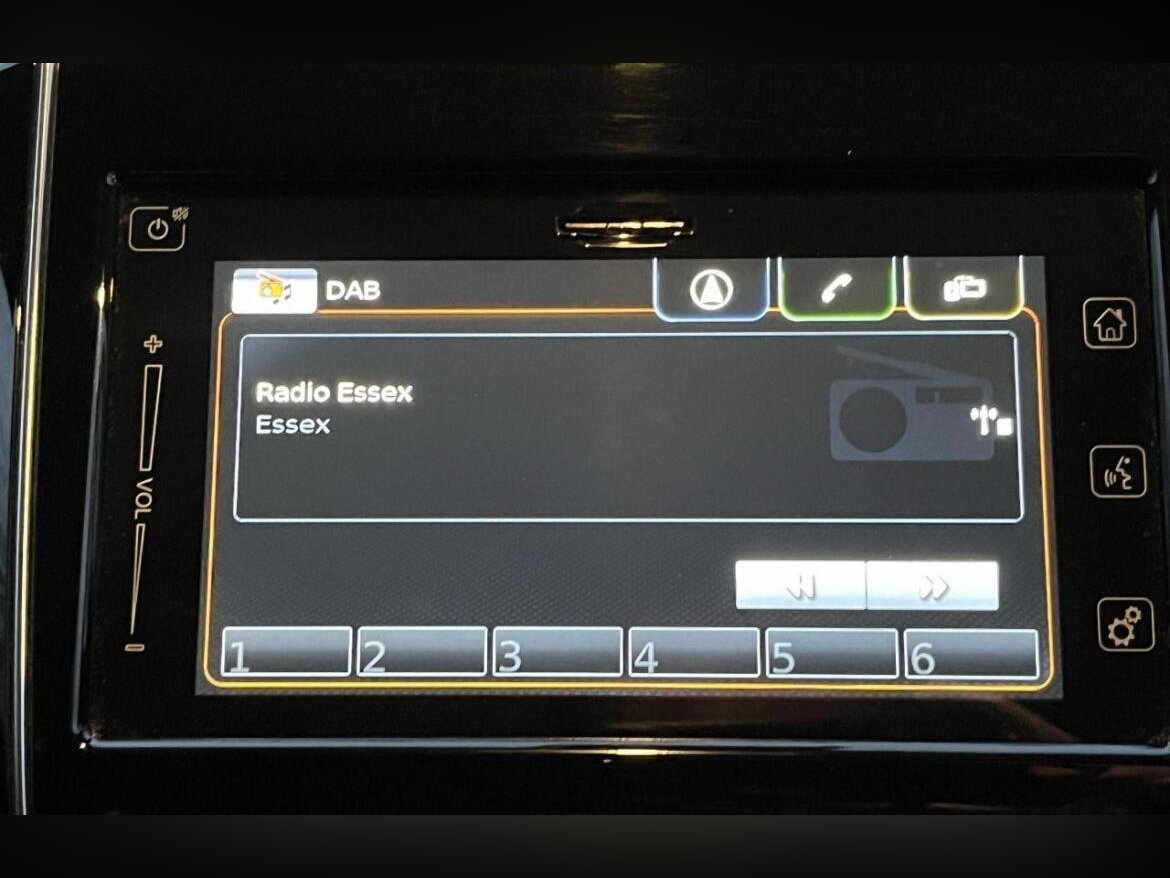 DAB
Radio Essex
Essex
VOL
1 2 3 4 5 6